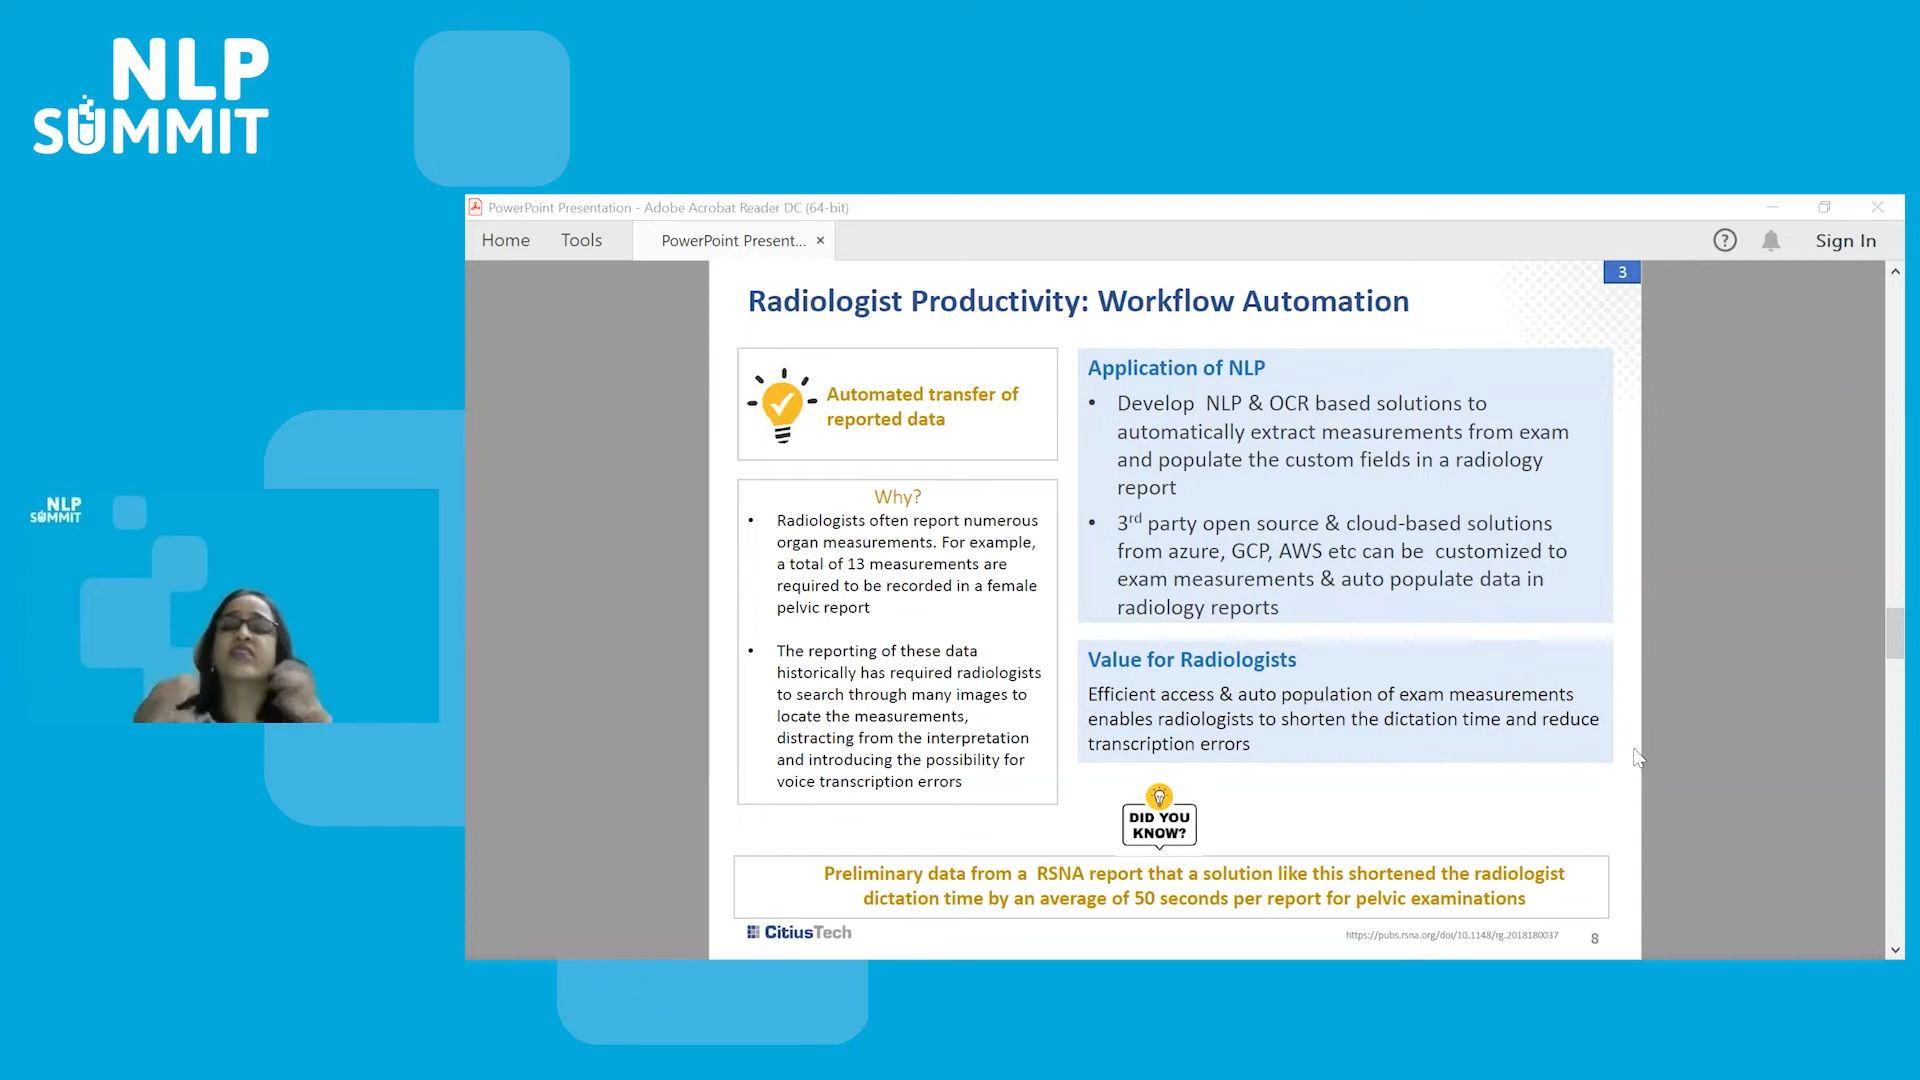 NLP
SUMMIT
NLP
SUMMIT
PowerPoint Presentation - Adobe Acrobat Reader DC (64-bit)
Home
Tools
PowerPoint Present... ×
?
Sign In
3
Radiologist Productivity: Workflow Automation
Automated transfer of
reported data
Why?
• Radiologists often report numerous
organ measurements. For example,
a total of 13 measurements are
required to be recorded in a female
pelvic report
• The reporting of these data
historically has required radiologists
to search through many images to
locate the measurements,
distracting from the interpretation
and introducing the possibility for
voice transcription errors
Application of NLP
• Develop NLP & OCR based solutions to
automatically extract measurements from exam
and populate the custom fields in a radiology
report
• 3rd party open source & cloud-based solutions
from azure, GCP, AWS etc can be customized to
exam measurements & auto populate data in
radiology reports
Value for Radiologists
Efficient access & auto population of exam measurements
enables radiologists to shorten the dictation time and reduce
transcription errors
DID YOU
KNOW?
Preliminary data from a RSNA report that a solution like this shortened the radiologist
dictation time by an average of 50 seconds per report for pelvic examinations
CitiusTech
https://pubs.rsna.org/doi/10.1148/rg.2018180037
8